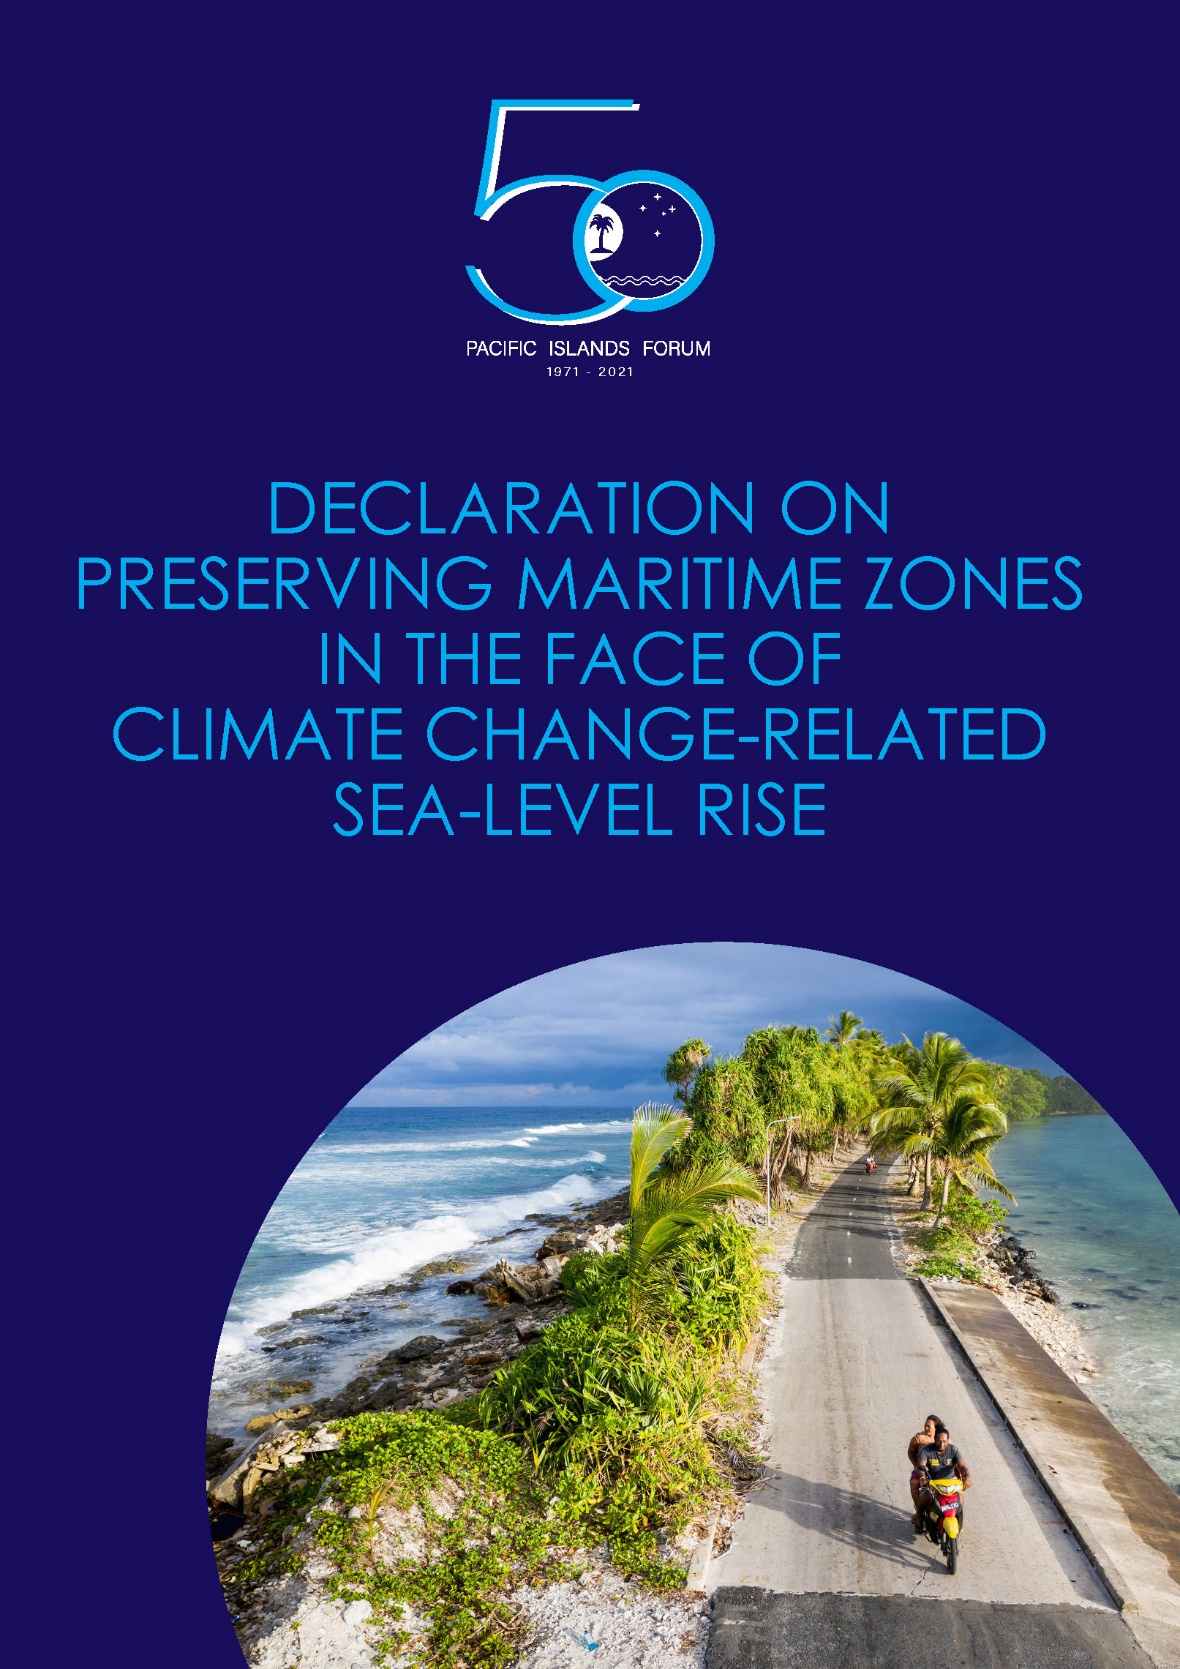 50
PACIFIC ISLANDS FORUM
1971 - 2021
DECLARATION ON
PRESERVING MARITIME ZONES
IN THE FACE OF
CLIMATE CHANGE-RELATED
SEA-LEVEL RISE